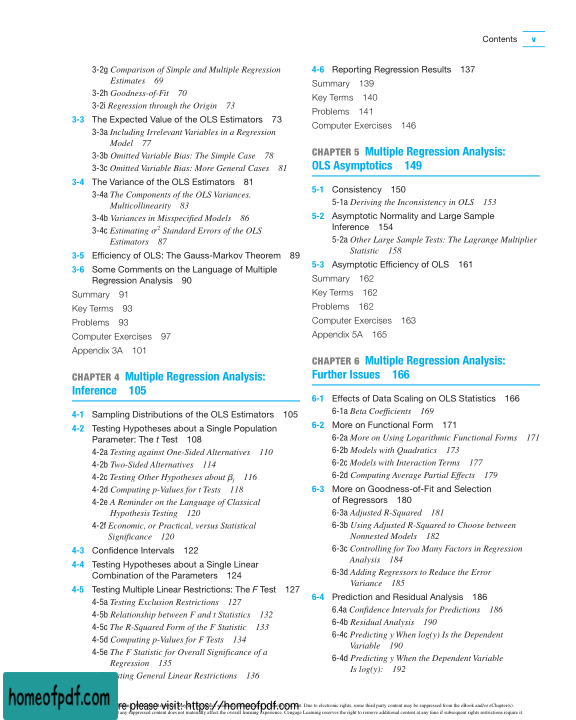 Contents v
3-2g Comparison of Simple and Multiple Regression
Estimates 69
3-2h Goodness-of-Fit 70
3-2i Regression through the Origin 73
3-3 The Expected Value of the OLS Estimators 73
3-3a Including Irrelevant Variables in a Regression
Model 77
3-3b Omitted Variable Bias: The Simple Case 78
3-3c Omitted Variable Bias: More General Cases 81
3-4 The Variance of the OLS Estimators 81
3-4a The Components of the OLS Variances.
Multicollinearity 83
3-4b Variances in Misspecified Models 86
3-4c Estimating σ² Standard Errors of the OLS
Estimators 87
3-5 Efficiency of OLS: The Gauss-Markov Theorem 89
3-6 Some Comments on the Language of Multiple
Regression Analysis 90
Summary 91
Key Terms 93
Problems 93
Computer Exercises 97
Appendix 3A 101
CHAPTER 4 Multiple Regression Analysis:
Inference 105
4-1 Sampling Distributions of the OLS Estimators 105
4-2 Testing Hypotheses about a Single Population
Parameter: The t Test 108
4-2a Testing against One-Sided Alternatives 110
4-2b Two-Sided Alternatives 114
4-2c Testing Other Hypotheses about βj 116
4-2d Computing p-Values for t Tests 118
4-2e A Reminder on the Language of Classical
Hypothesis Testing 120
4-2f Economic, or Practical, versus Statistical
Significance 120
4-3 Confidence Intervals 122
4-4 Testing Hypotheses about a Single Linear
Combination of the Parameters 124
4-5 Testing Multiple Linear Restrictions: The F Test 127
4-5a Testing Exclusion Restrictions 127
4-5b Relationship between F and t Statistics 132
4-5c The R-Squared Form of the F Statistic 133
4-5d Computing p-Values for F Tests 134
4-5e The F Statistic for Overall Significance of a
Regression 135
sting General Linear Restrictions 136
4-6 Reporting Regression Results 137
Summary 139
Key Terms 140
Problems 141
Computer Exercises 146
CHAPTER 5 Multiple Regression Analysis:
OLS Asymptotics 149
5-1 Consistency 150
5-1a Deriving the Inconsistency in OLS 153
5-2 Asymptotic Normality and Large Sample
Inference 154
5-2a Other Large Sample Tests: The Lagrange Multiplier
Statistic 158
5-3 Asymptotic Efficiency of OLS 161
Summary 162
Key Terms 162
Problems 162
Computer Exercises 163
Appendix 5A 165
CHAPTER 6 Multiple Regression Analysis:
Further Issues 166
6-1 Effects of Data Scaling on OLS Statistics 166
6-1a Beta Coefficients 169
6-2 More on Functional Form 171
6-2a More on Using Logarithmic Functional Forms 171
6-2b Models with Quadratics 173
6-2c Models with Interaction Terms 177
6-2d Computing Average Partial Effects 179
6-3 More on Goodness-of-Fit and Selection
of Regressors 180
6-3a Adjusted R-Squared 181
6-3b Using Adjusted R-Squared to Choose between
Nonnested Models 182
6-3c Controlling for Too Many Factors in Regression
Analysis 184
6-3d Adding Regressors to Reduce the Error
Variance 185
6-4 Prediction and Residual Analysis 186
6.4a Confidence Intervals for Predictions 186
6-4b Residual Analysis 190
6-4c Predicting y When log(y) Is the Dependent
Variable 190
6-4d Predicting y When the Dependent Variable
Is log(y): 192
homeofpdf.com
re please visit: https://homeofpdf.com
Due to electronic rights, some third party content may be suppressed from the eBook and/or eChapter(s).
any suppressed content does not materially affect the overall learning experience. Cengage Learning reserves the right to remove additional content at any time if subsequent rights restrictions require it.